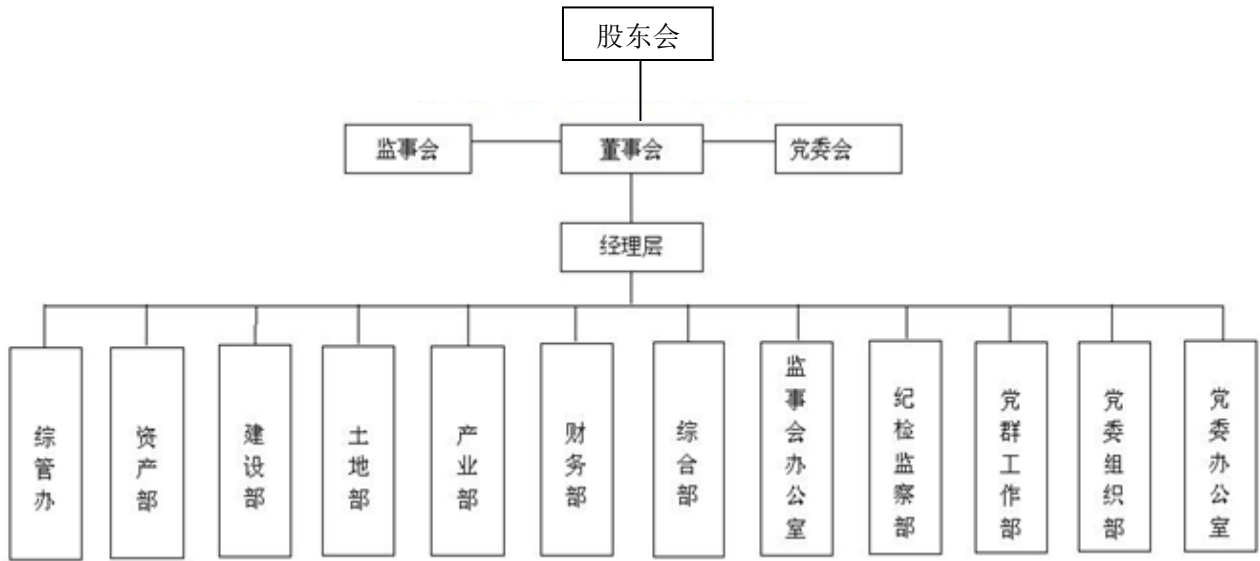 股东会
监事会
董事会
党委会
经理层
综管办
资产部
建设部
土地部
产业部
财务部
综合部
监事会办公室
纪检监察部
党群工作部
党委组织部
党委办公室